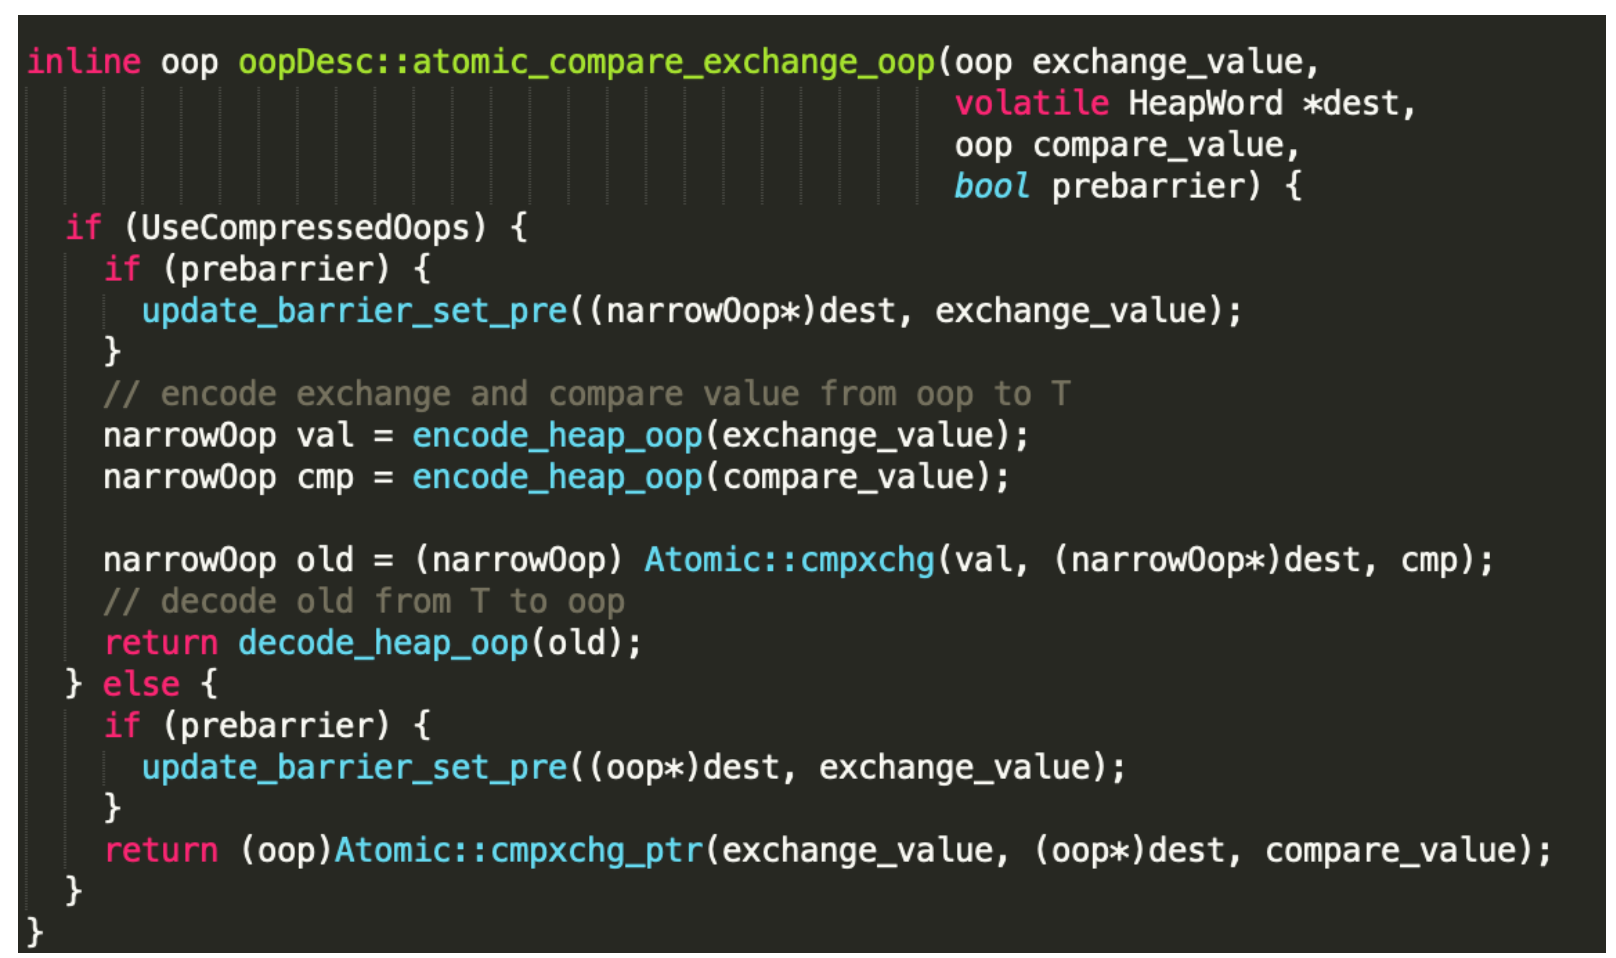 inline oop oopDesc::atomic_compare_exchange_oop(oop exchange_value,
                                                volatile HeapWord *dest,
                                                oop compare_value,
                                                bool prebarrier) {
  if (UseCompressedOops) {
    if (prebarrier) {
      update_barrier_set_pre((narrowOop*)dest, exchange_value);
    }
    // encode exchange and compare value from oop to T
    narrowOop val = encode_heap_oop(exchange_value);
    narrowOop cmp = encode_heap_oop(compare_value);

    narrowOop old = (narrowOop) Atomic::cmpxchg(val, (narrowOop*)dest, cmp);
    // decode old from T to oop
    return decode_heap_oop(old);
  } else {
    if (prebarrier) {
      update_barrier_set_pre((oop*)dest, exchange_value);
    }
    return (oop)Atomic::cmpxchg_ptr(exchange_value, (oop*)dest, compare_value);
  }
}